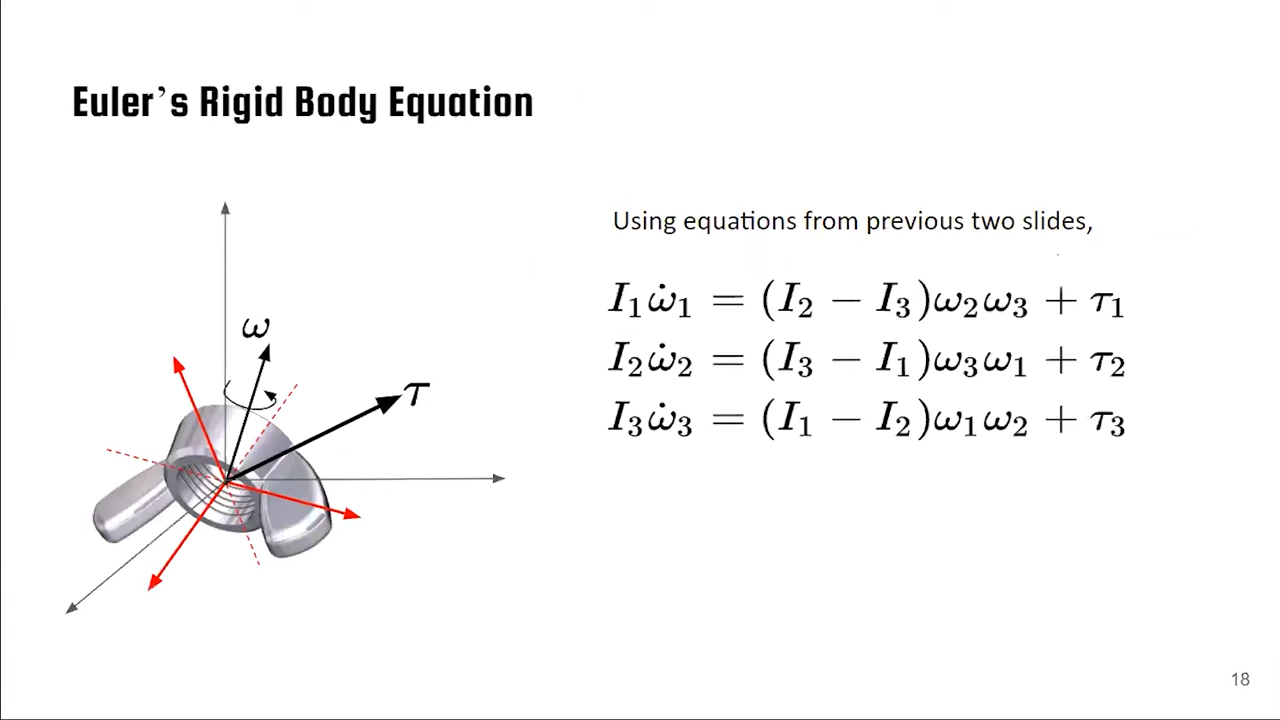 Euler’s Rigid Body Equation
Using equations from previous two slides,
I₁ω̇₁ = (I₂ − I₃)ω₂ω₃ + τ₁
I₂ω̇₂ = (I₃ − I₁)ω₃ω₁ + τ₂
I₃ω̇₃ = (I₁ − I₂)ω₁ω₂ + τ₃
ω
τ
18